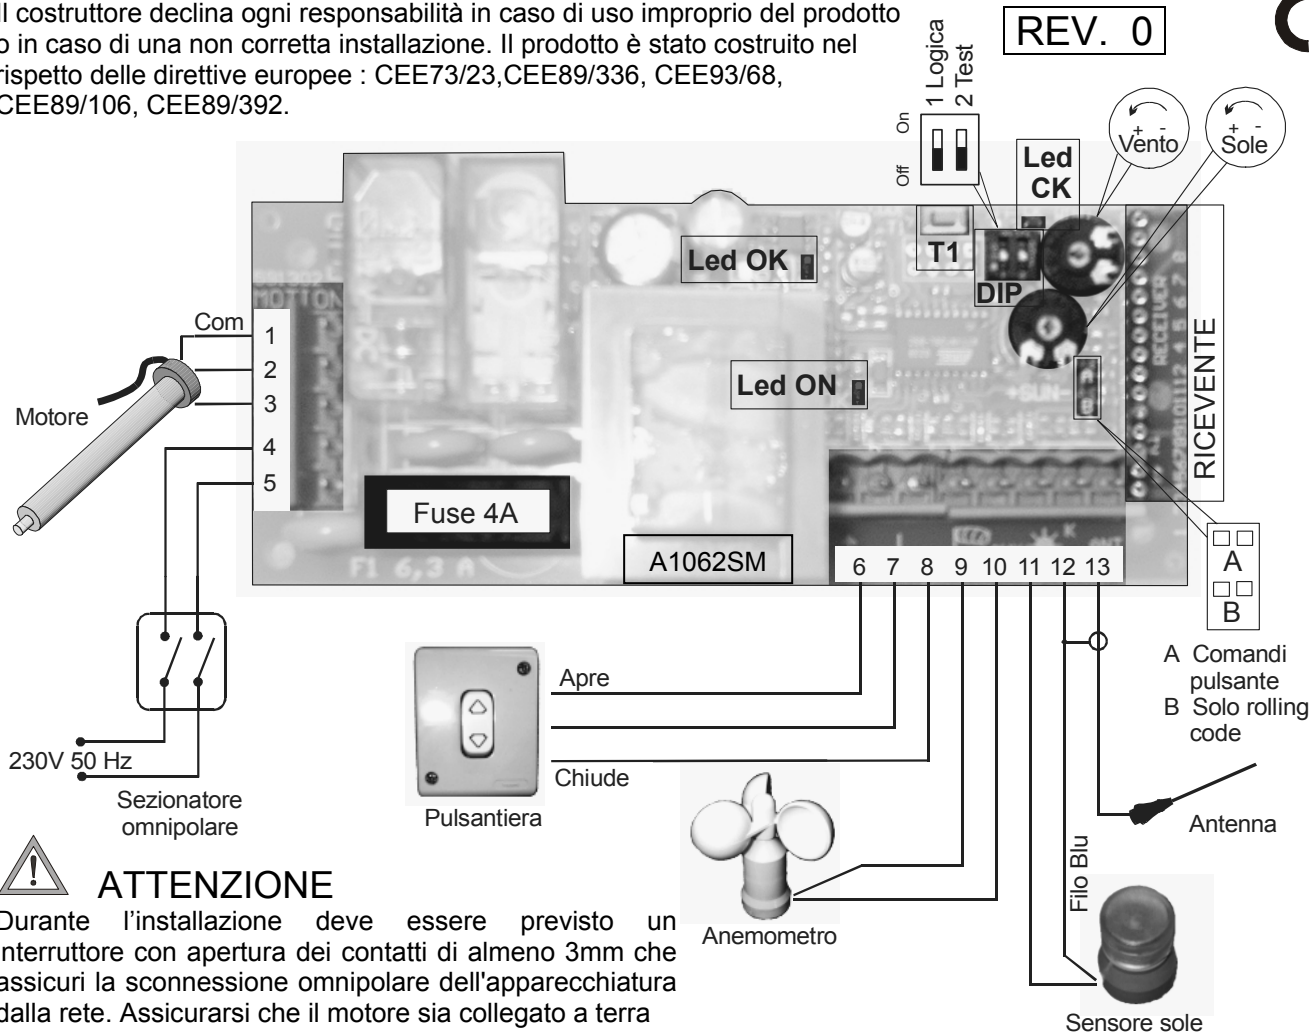 Il costruttore declina ogni responsabilità in caso di uso improprio del prodotto
o in caso di una non corretta installazione. Il prodotto è stato costruito nel
rispetto delle direttive europee : CEE73/23,CEE89/336, CEE93/68,
CEE89/106, CEE89/392.
REV. 0
1 Logica
2 Test
On
Off
Led
CK
+ -
Vento
+ -
Sole
T1
DIP
Led OK
Led ON
MOTION
RECEIVER
RICEVENTE
+SUN-
Com
1
2
3
4
5
Motore
Fuse 4A
F1 6,3 A
A1062SM
6 7 8 9 10 11 12 13
A
B
A Comandi
pulsante
B Solo rolling
code
Apre
Chiude
Pulsantiera
230V 50 Hz
Sezionatore
omnipolare
Antenna
Filo Blu
Anemometro
Sensore sole
ATTENZIONE
Durante l'installazione deve essere previsto un
interruttore con apertura dei contatti di almeno 3mm che
assicuri la sconnessione omnipolare dell'apparecchiatura
dalla rete. Assicurarsi che il motore sia collegato a terra